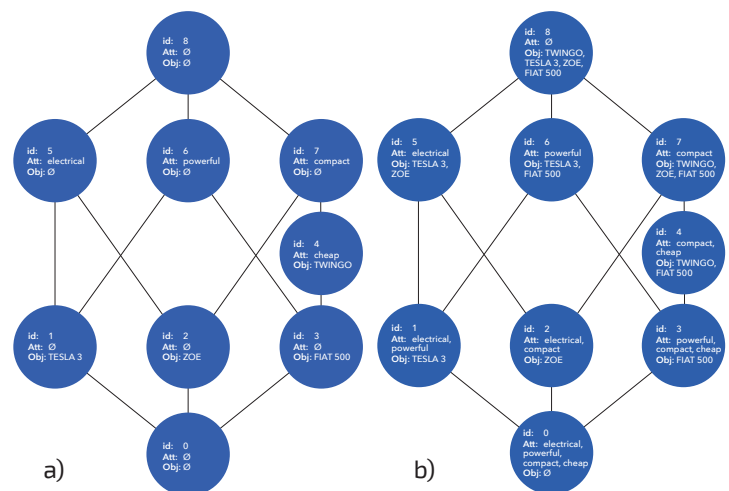 id: 8
Att: Ø
Obj: Ø
id: 5
Att: electrical
Obj: Ø
id: 6
Att: powerful
Obj: Ø
id: 7
Att: compact
Obj: Ø
id: 4
Att: cheap
Obj: TWINGO
id: 1
Att: Ø
Obj: TESLA 3
id: 2
Att: Ø
Obj: ZOE
id: 3
Att: Ø
Obj: FIAT 500
id: 0
Att: Ø
Obj: Ø
a)
id: 8
Att: Ø
Obj: TWINGO,
TESLA 3, ZOE,
FIAT 500
id: 5
Att: electrical
Obj: TESLA 3,
ZOE
id: 6
Att: powerful
Obj: TESLA 3,
FIAT 500
id: 7
Att: compact
Obj: TWINGO,
ZOE, FIAT 500
id: 4
Att: compact,
cheap
Obj: TWINGO,
FIAT 500
id: 1
Att: electrical,
powerful
Obj: TESLA 3
id: 2
Att: electrical,
compact
Obj: ZOE
id: 3
Att: powerful,
compact, cheap
Obj: FIAT 500
id: 0
Att: electrical,
powerful,
compact, cheap
Obj: Ø
b)